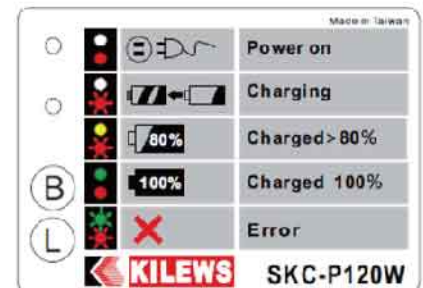 Made in Taiwan
Power on
Charging
80% Charged>80%
100% Charged 100%
B
L
Error
KILEWS SKC-P120W